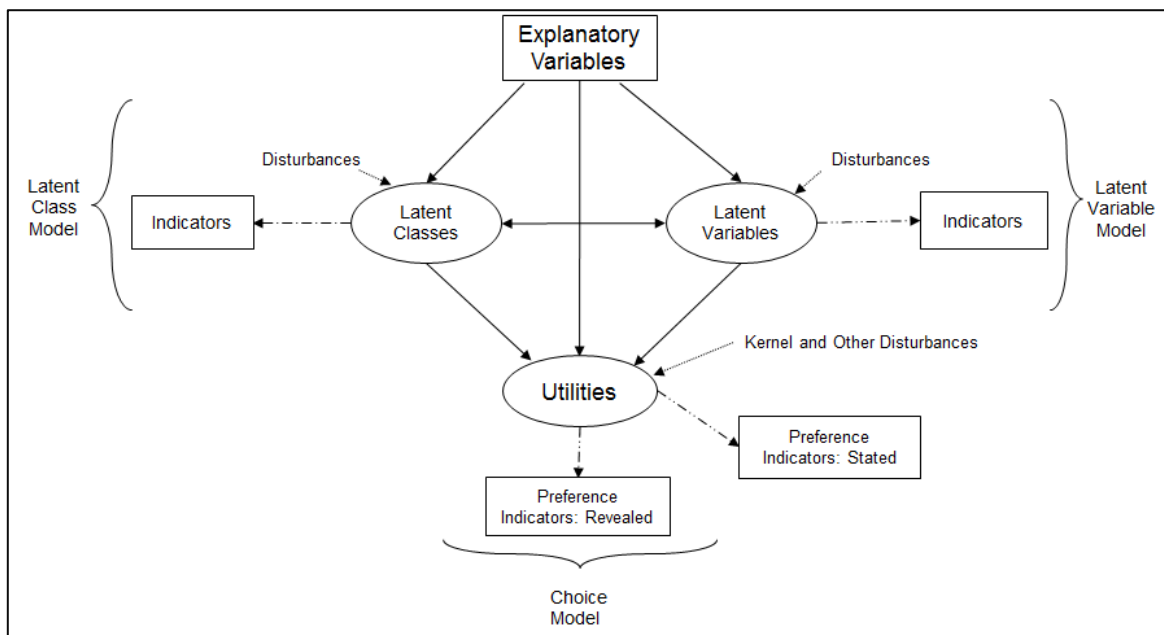 Explanatory
Variables
Disturbances
Disturbances
Latent
Class
Model
Indicators
Latent
Classes
Latent
Variables
Indicators
Latent
Variable
Model
Kernel and Other Disturbances
Utilities
Preference
Indicators: Stated
Preference
Indicators: Revealed
Choice
Model